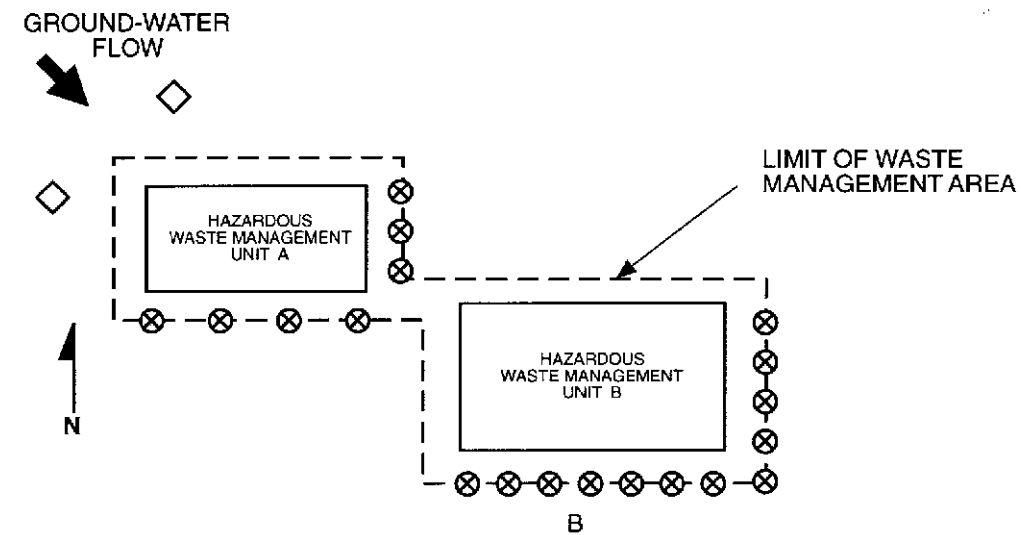 GROUND-WATER
FLOW
LIMIT OF WASTE
MANAGEMENT AREA
HAZARDOUS
WASTE MANAGEMENT
UNIT A
HAZARDOUS
WASTE MANAGEMENT
UNIT B
N
B